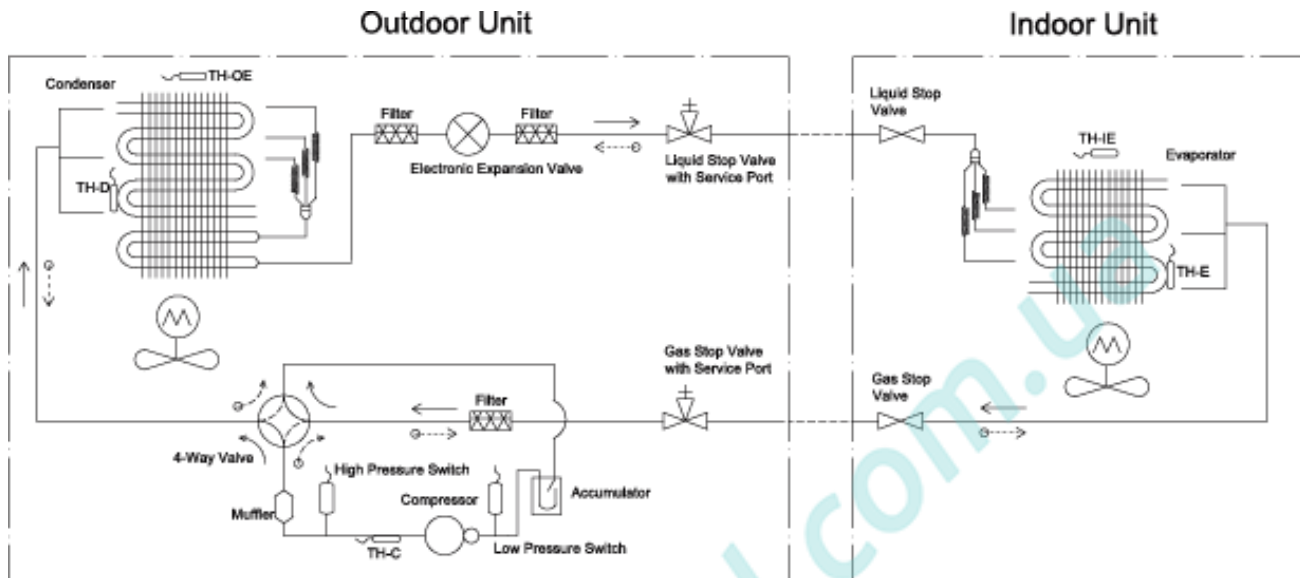 Outdoor Unit
Indoor Unit
Condenser
TH-OE
TH-D
Filter
Filter
Electronic Expansion Valve
Liquid Stop Valve
with Service Port
Liquid Stop
Valve
TH-IE
Evaporator
TH-E
Gas Stop Valve
with Service Port
Gas Stop
Valve
Filter
4-Way Valve
High Pressure Switch
Muffler
Compressor
Accumulator
TH-C
Low Pressure Switch
l.com.ua